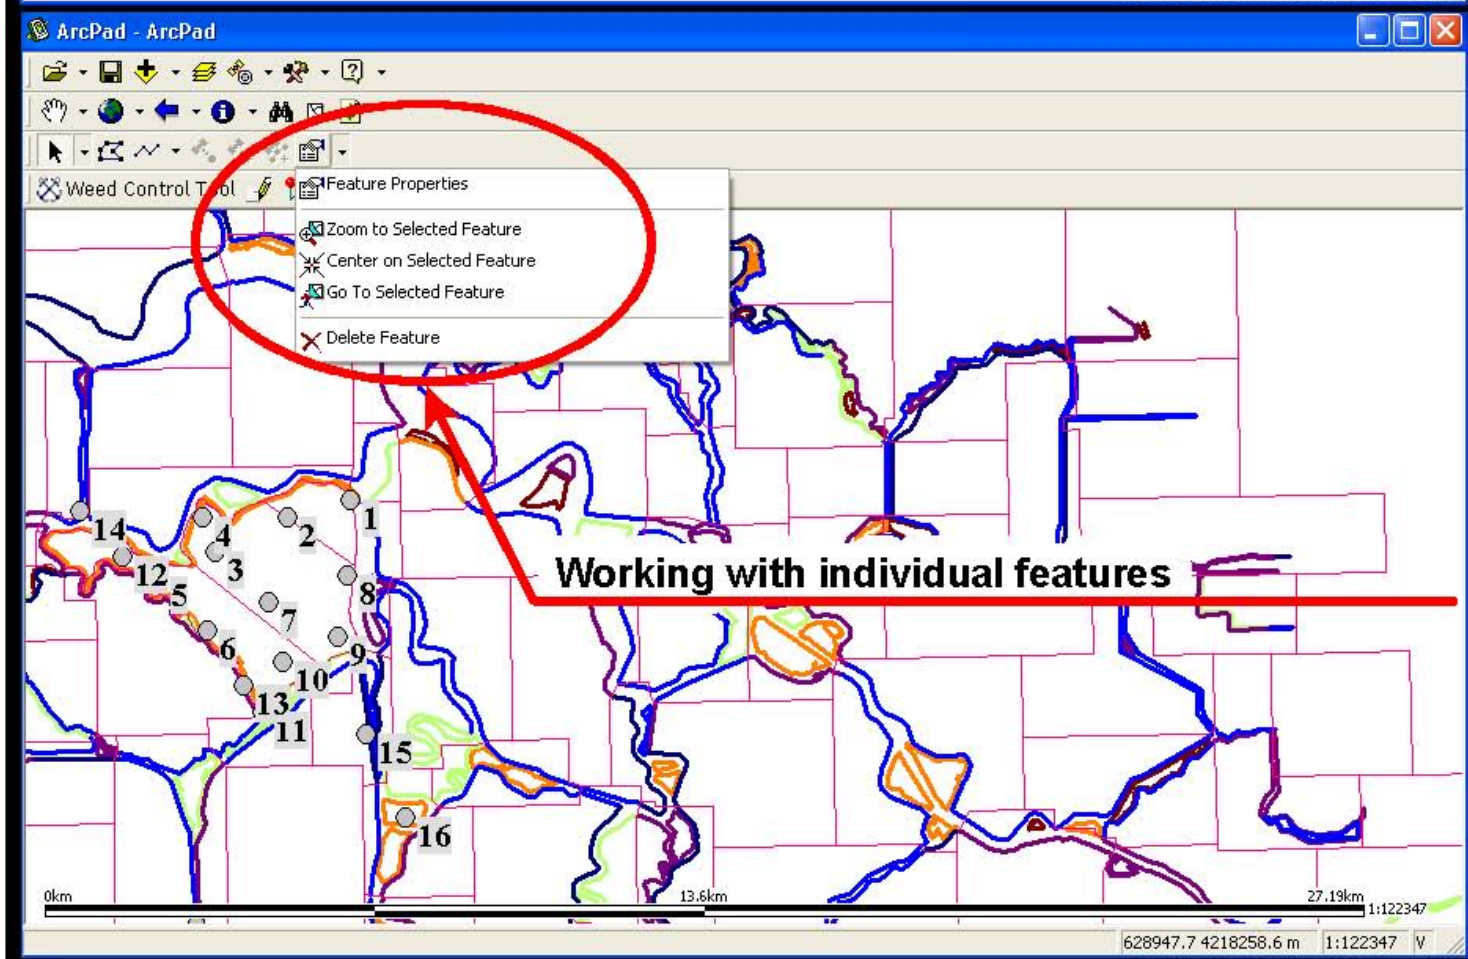 ArcPad - ArcPad
Weed Control Tool
Feature Properties
Zoom to Selected Feature
Center on Selected Feature
Go To Selected Feature
Delete Feature
1
2
4
14
3
12
5
8
7
6
9
10
13
11
15
16
Working with individual features
0km 13.6km 27.19km
1:122347
628947.7 4218258.6 m 1:122347 V